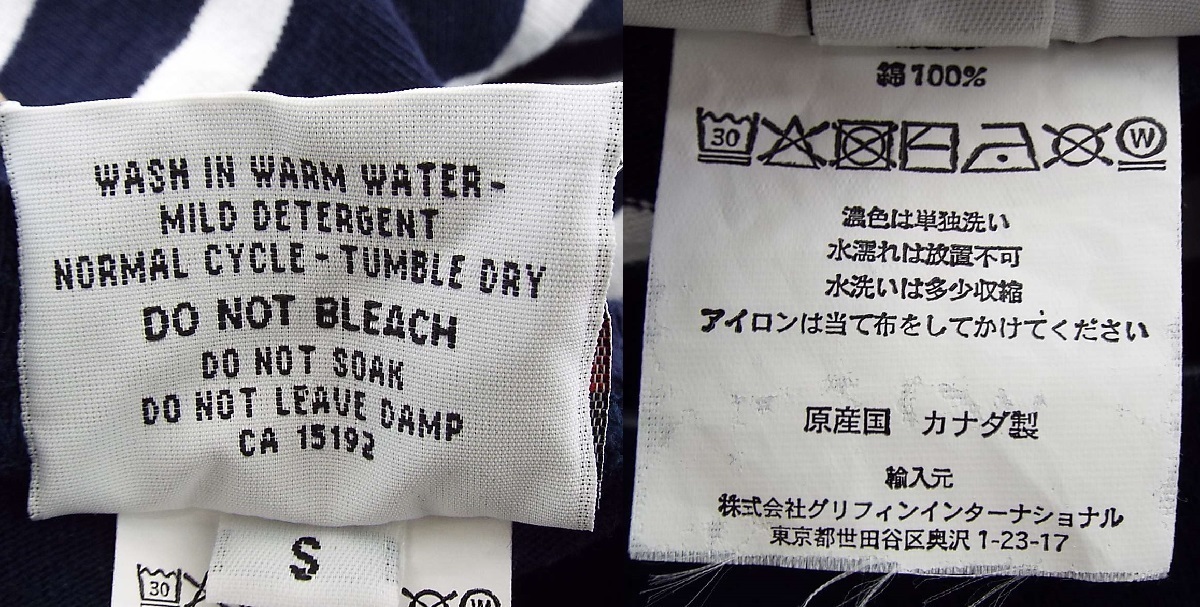 WASH IN WARM WATER-
MILD DETERGENT
NORMAL CYCLE-TUMBLE DRY
DO NOT BLEACH
DO NOT SOAK
DO NOT LEAVE DAMP
CA 15192
S
30
W
綿100%
30
W
濃色は単独洗い
水濡れは放置不可
水洗いは多少収縮
アイロンは当て布をしてかけてください
原産国 カナダ製
輸入元
株式会社グリフィンインターナショナル
東京都世田谷区奥沢1-23-17